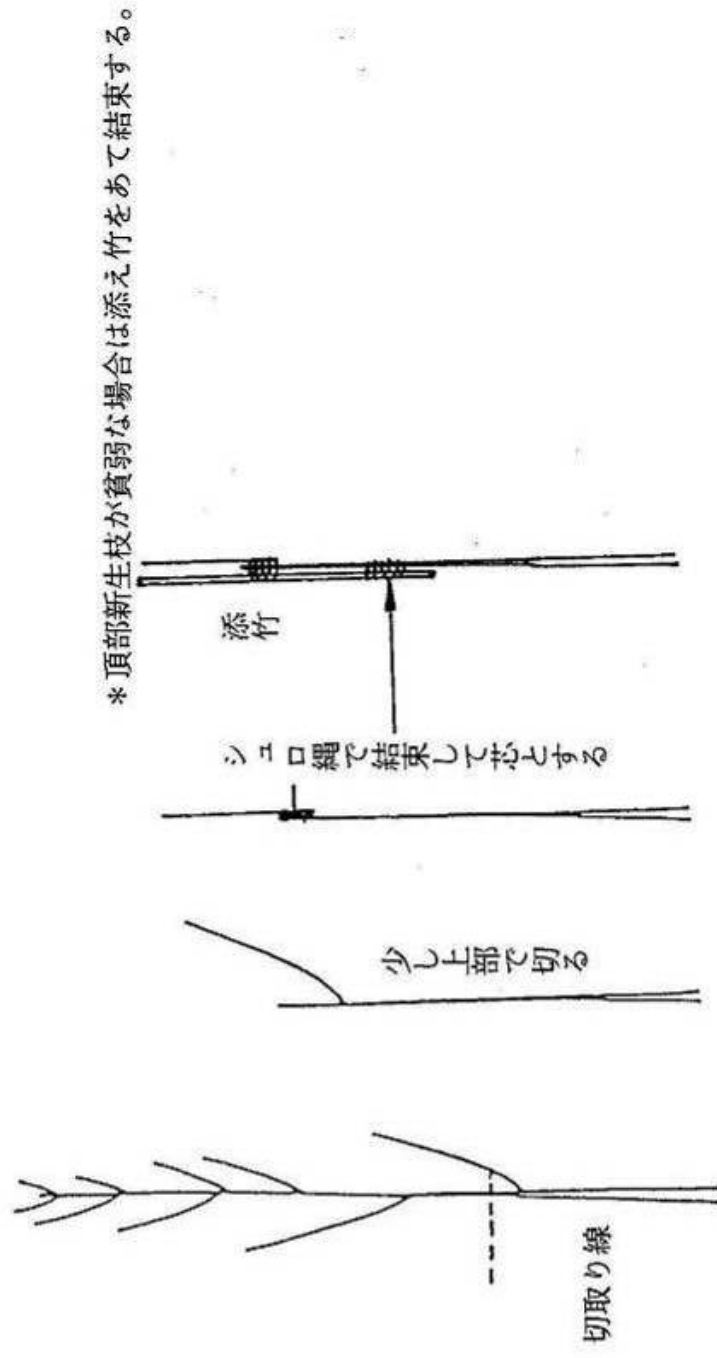 切取り線
少し上部で切る
シュロ縄で結束して芯とする
添竹
*頂部新生枝が貧弱な場合は添え竹をあて結束する。